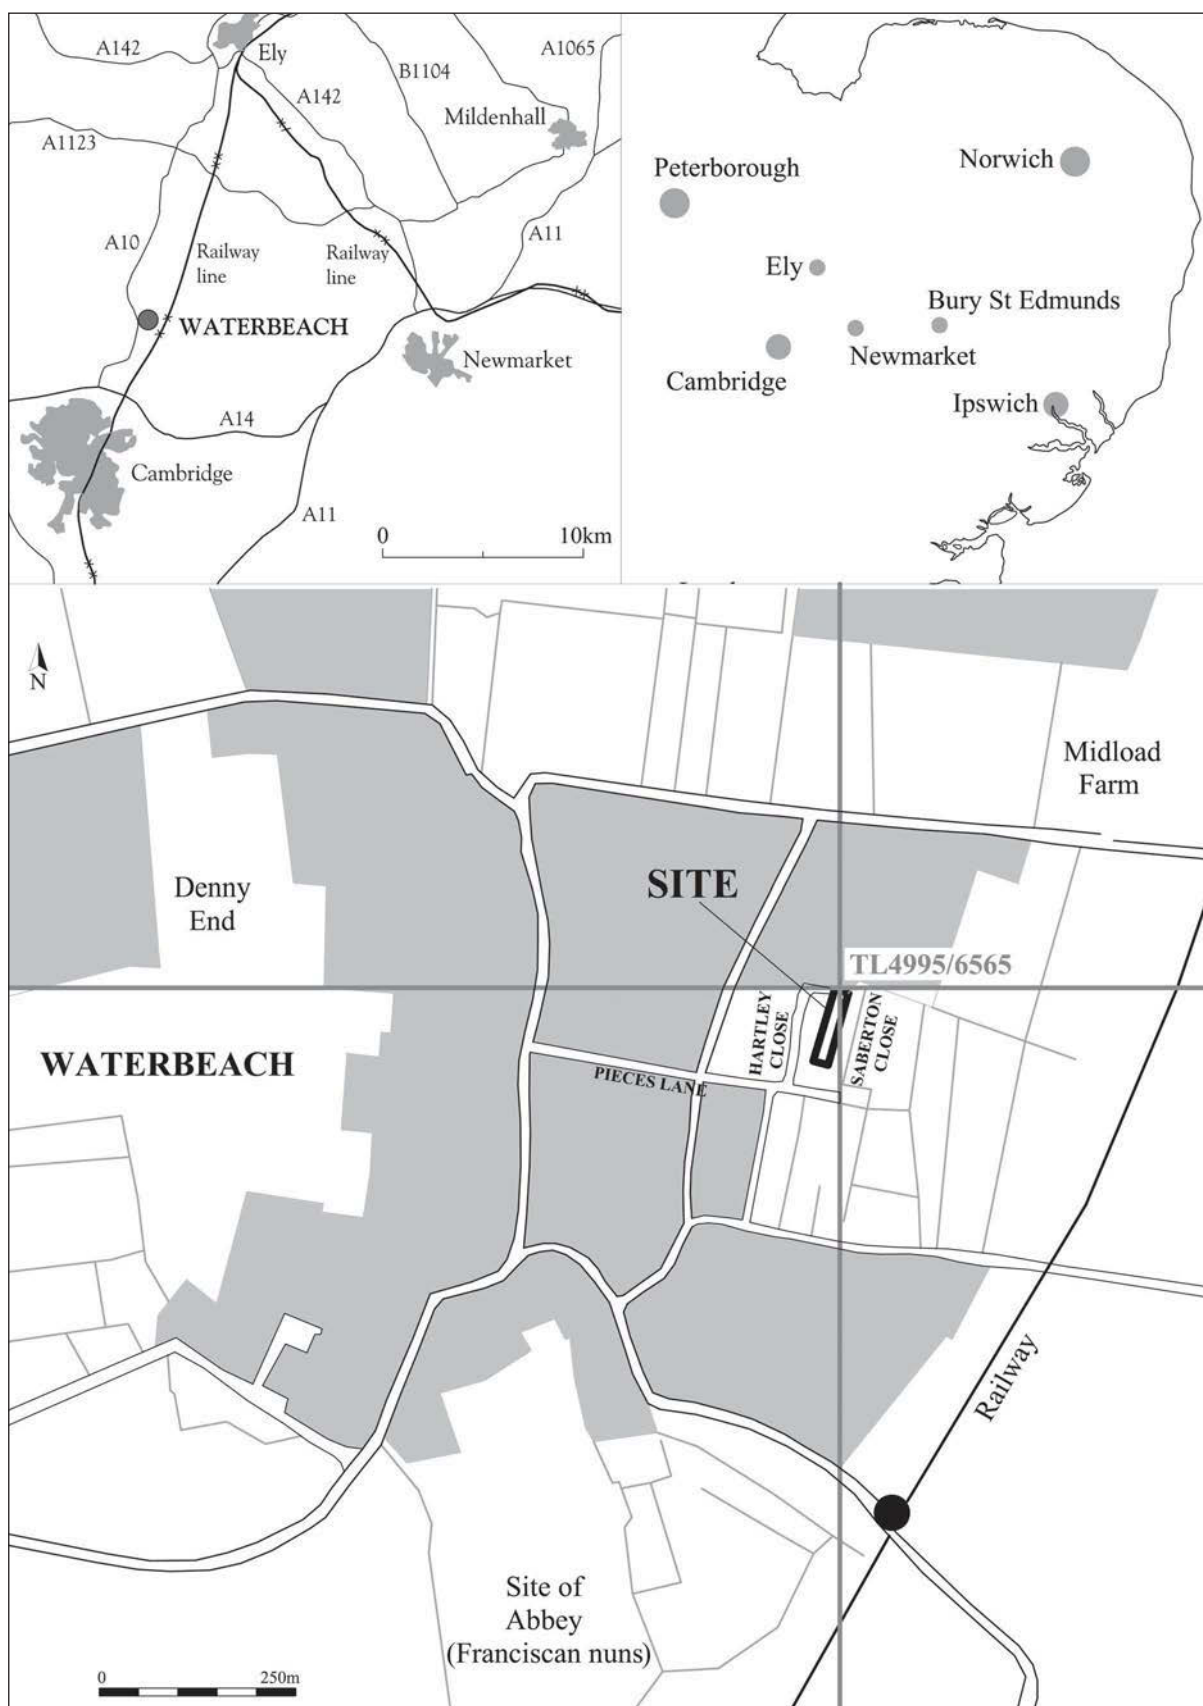 A142
Ely
A142
B1104
A1065
Mildenhall
A1123
A10
Railway
line
Railway
line
A11
WATERBEACH
Newmarket
A14
Cambridge
A11
0 10km
Peterborough
Norwich
Ely
Bury St Edmunds
Newmarket
Cambridge
Ipswich
N
Midload
Farm
Denny
End
SITE
TL4995/6565
HARTLEY
CLOSE
SABERTON
CLOSE
WATERBEACH
PIECES LANE
Railway
Site of
Abbey
(Franciscan nuns)
0 250m